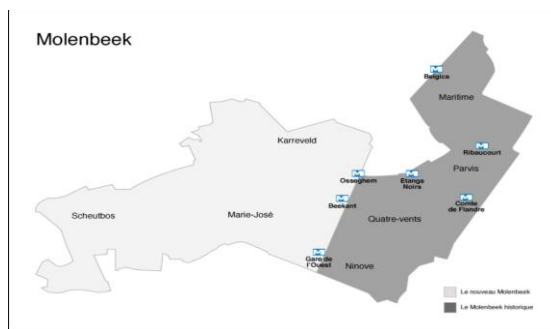 Molenbeek
Belgica
Maritime
Karreveld
Ribaucourt
Osseghem
Etangs
Noirs
Parvis
Beekant
Comte
de Flandre
Scheutbos
Marie-José
Quatre-vents
Gare de
l'Ouest
Ninove
Le nouveau Molenbeek
Le Molenbeek historique